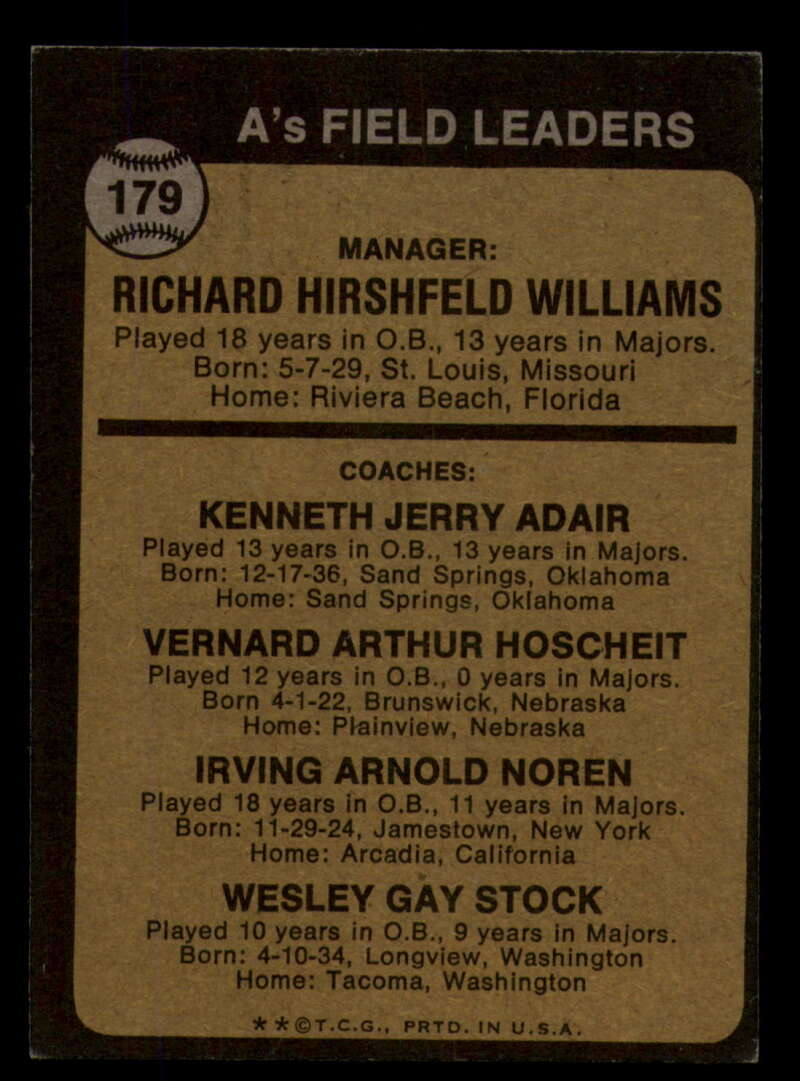 A's FIELD LEADERS
179
MANAGER:
RICHARD HIRSHFELD WILLIAMS
Played 18 years in O.B., 13 years in Majors.
Born: 5-7-29, St. Louis, Missouri
Home: Riviera Beach, Florida
COACHES:
KENNETH JERRY ADAIR
Played 13 years in O.B., 13 years in Majors.
Born: 12-17-36, Sand Springs, Oklahoma
Home: Sand Springs, Oklahoma
VERNARD ARTHUR HOSCHEIT
Played 12 years in O.B., 0 years in Majors.
Born 4-1-22, Brunswick, Nebraska
Home: Plainview, Nebraska
IRVING ARNOLD NOREN
Played 18 years in O.B., 11 years in Majors.
Born: 11-29-24, Jamestown, New York
Home: Arcadia, California
WESLEY GAY STOCK
Played 10 years in O.B., 9 years in Majors.
Born: 4-10-34, Longview, Washington
Home: Tacoma, Washington
* * © T.C.G., PRTD. IN U.S.A.